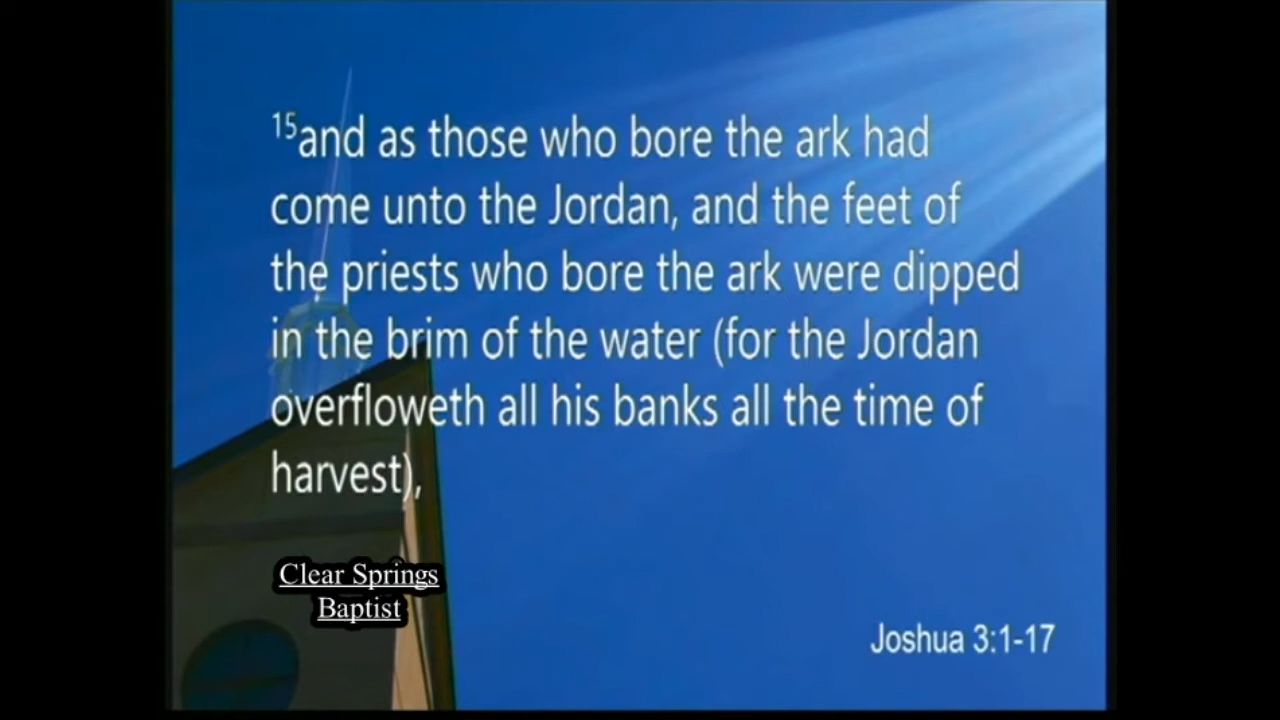 15and as those who bore the ark had
come unto the Jordan, and the feet of
the priests who bore the ark were dipped
in the brim of the water (for the Jordan
overfloweth all his banks all the time of
harvest),
Clear Springs
Baptist
Joshua 3:1-17